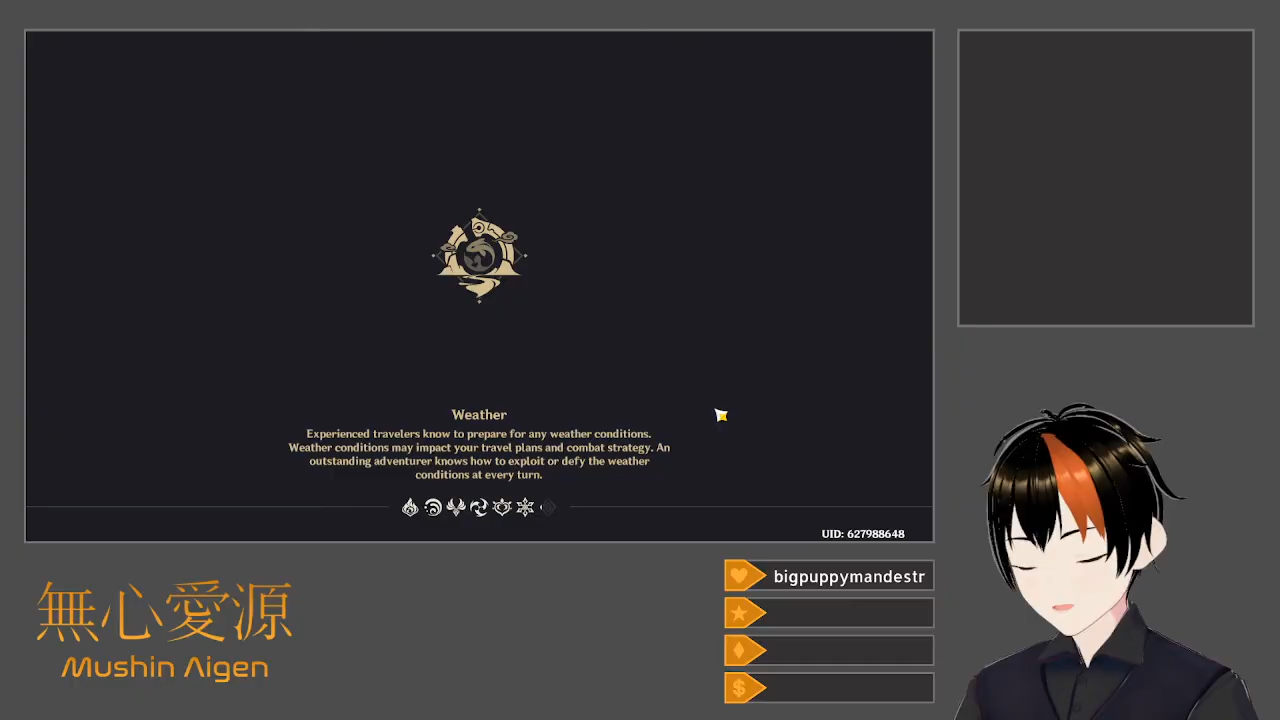 Weather
Experienced travelers know to prepare for any weather conditions.
Weather conditions may impact your travel plans and combat strategy. An
outstanding adventurer knows how to exploit or defy the weather
conditions at every turn.
UID: 627988648
bigpuppymandestr
無心愛源
Mushin Aigen